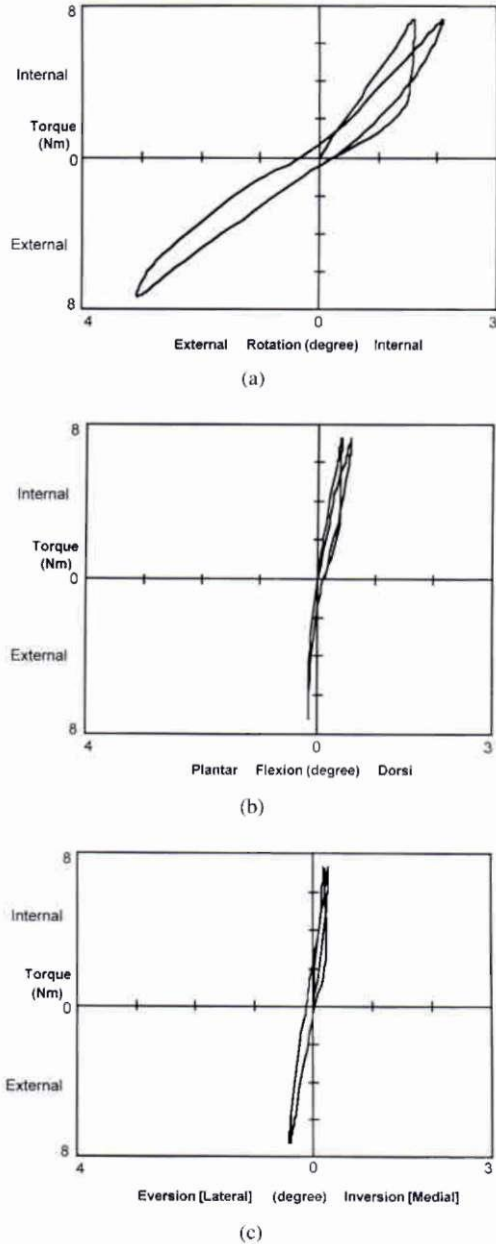 8
Internal
Torque
(Nm)
0
External
8
4 0 3
External Rotation (degree) Internal
(a)
8
Internal
Torque
(Nm)
0
External
8
4 0 3
Plantar Flexion (degree) Dorsi
(b)
8
Internal
Torque
(Nm)
0
External
8
4 0 3
Eversion [Lateral] (degree) Inversion [Medial]
(c)